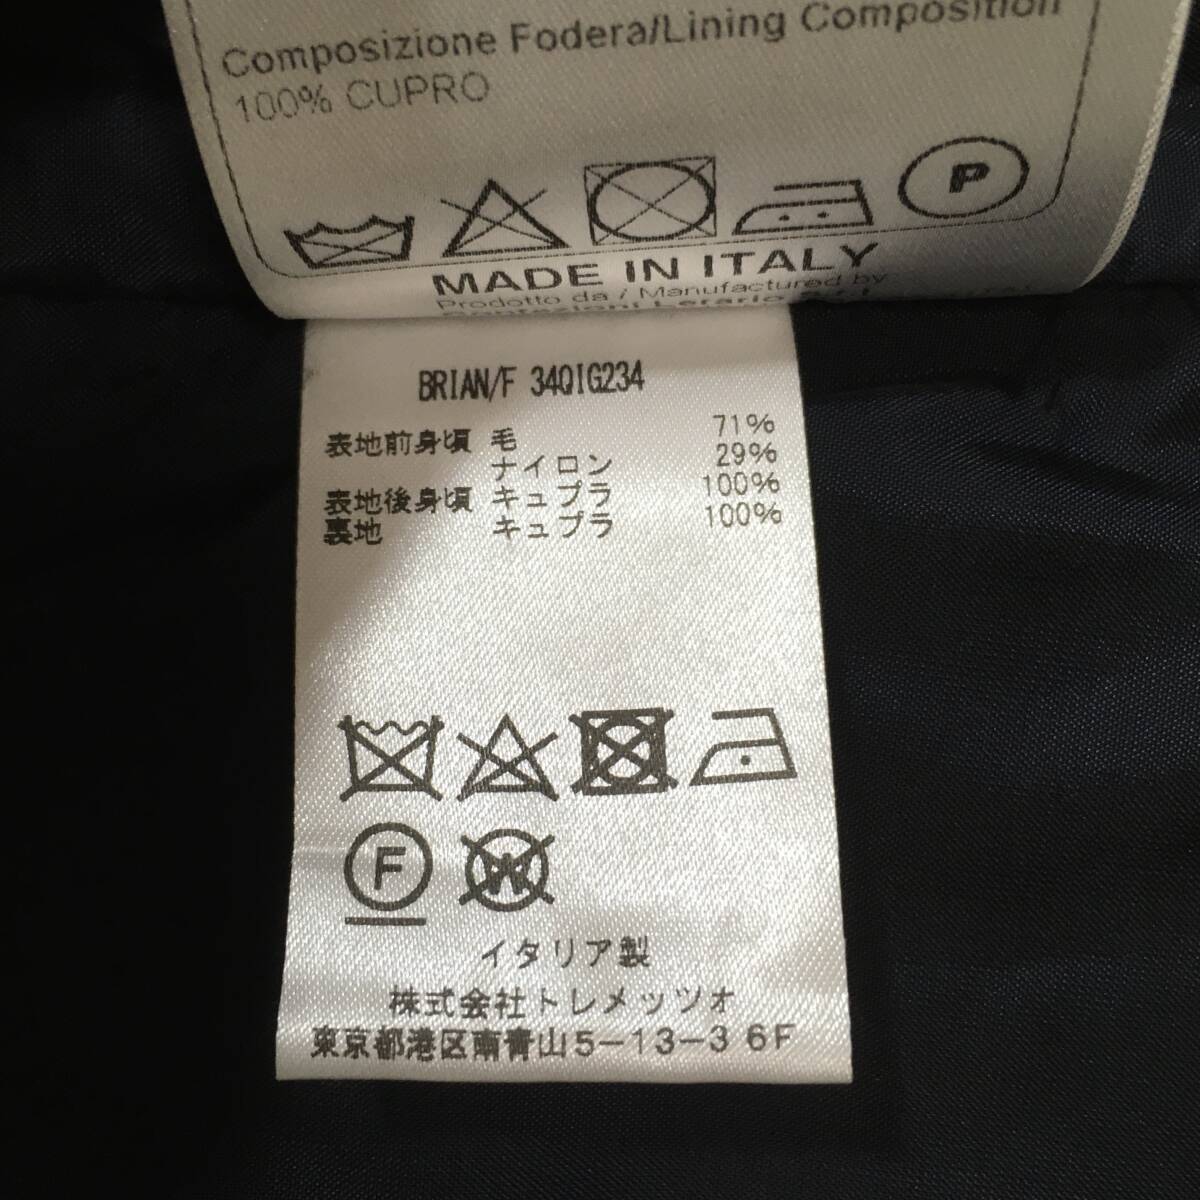 Composizione Fodera/Lining Composition
100% CUPRO
P
MADE IN ITALY
Prodotto da / Manufactured by
Confezioni Lerario S.r.l.
BRIAN/F 34QIG234
表地前身頃 毛 71%
ナイロン 29%
表地後身頃 キュプラ 100%
裏地 キュプラ 100%
F W
イタリア製
株式会社トレメッツオ
東京都港区南青山5-13-3 6F